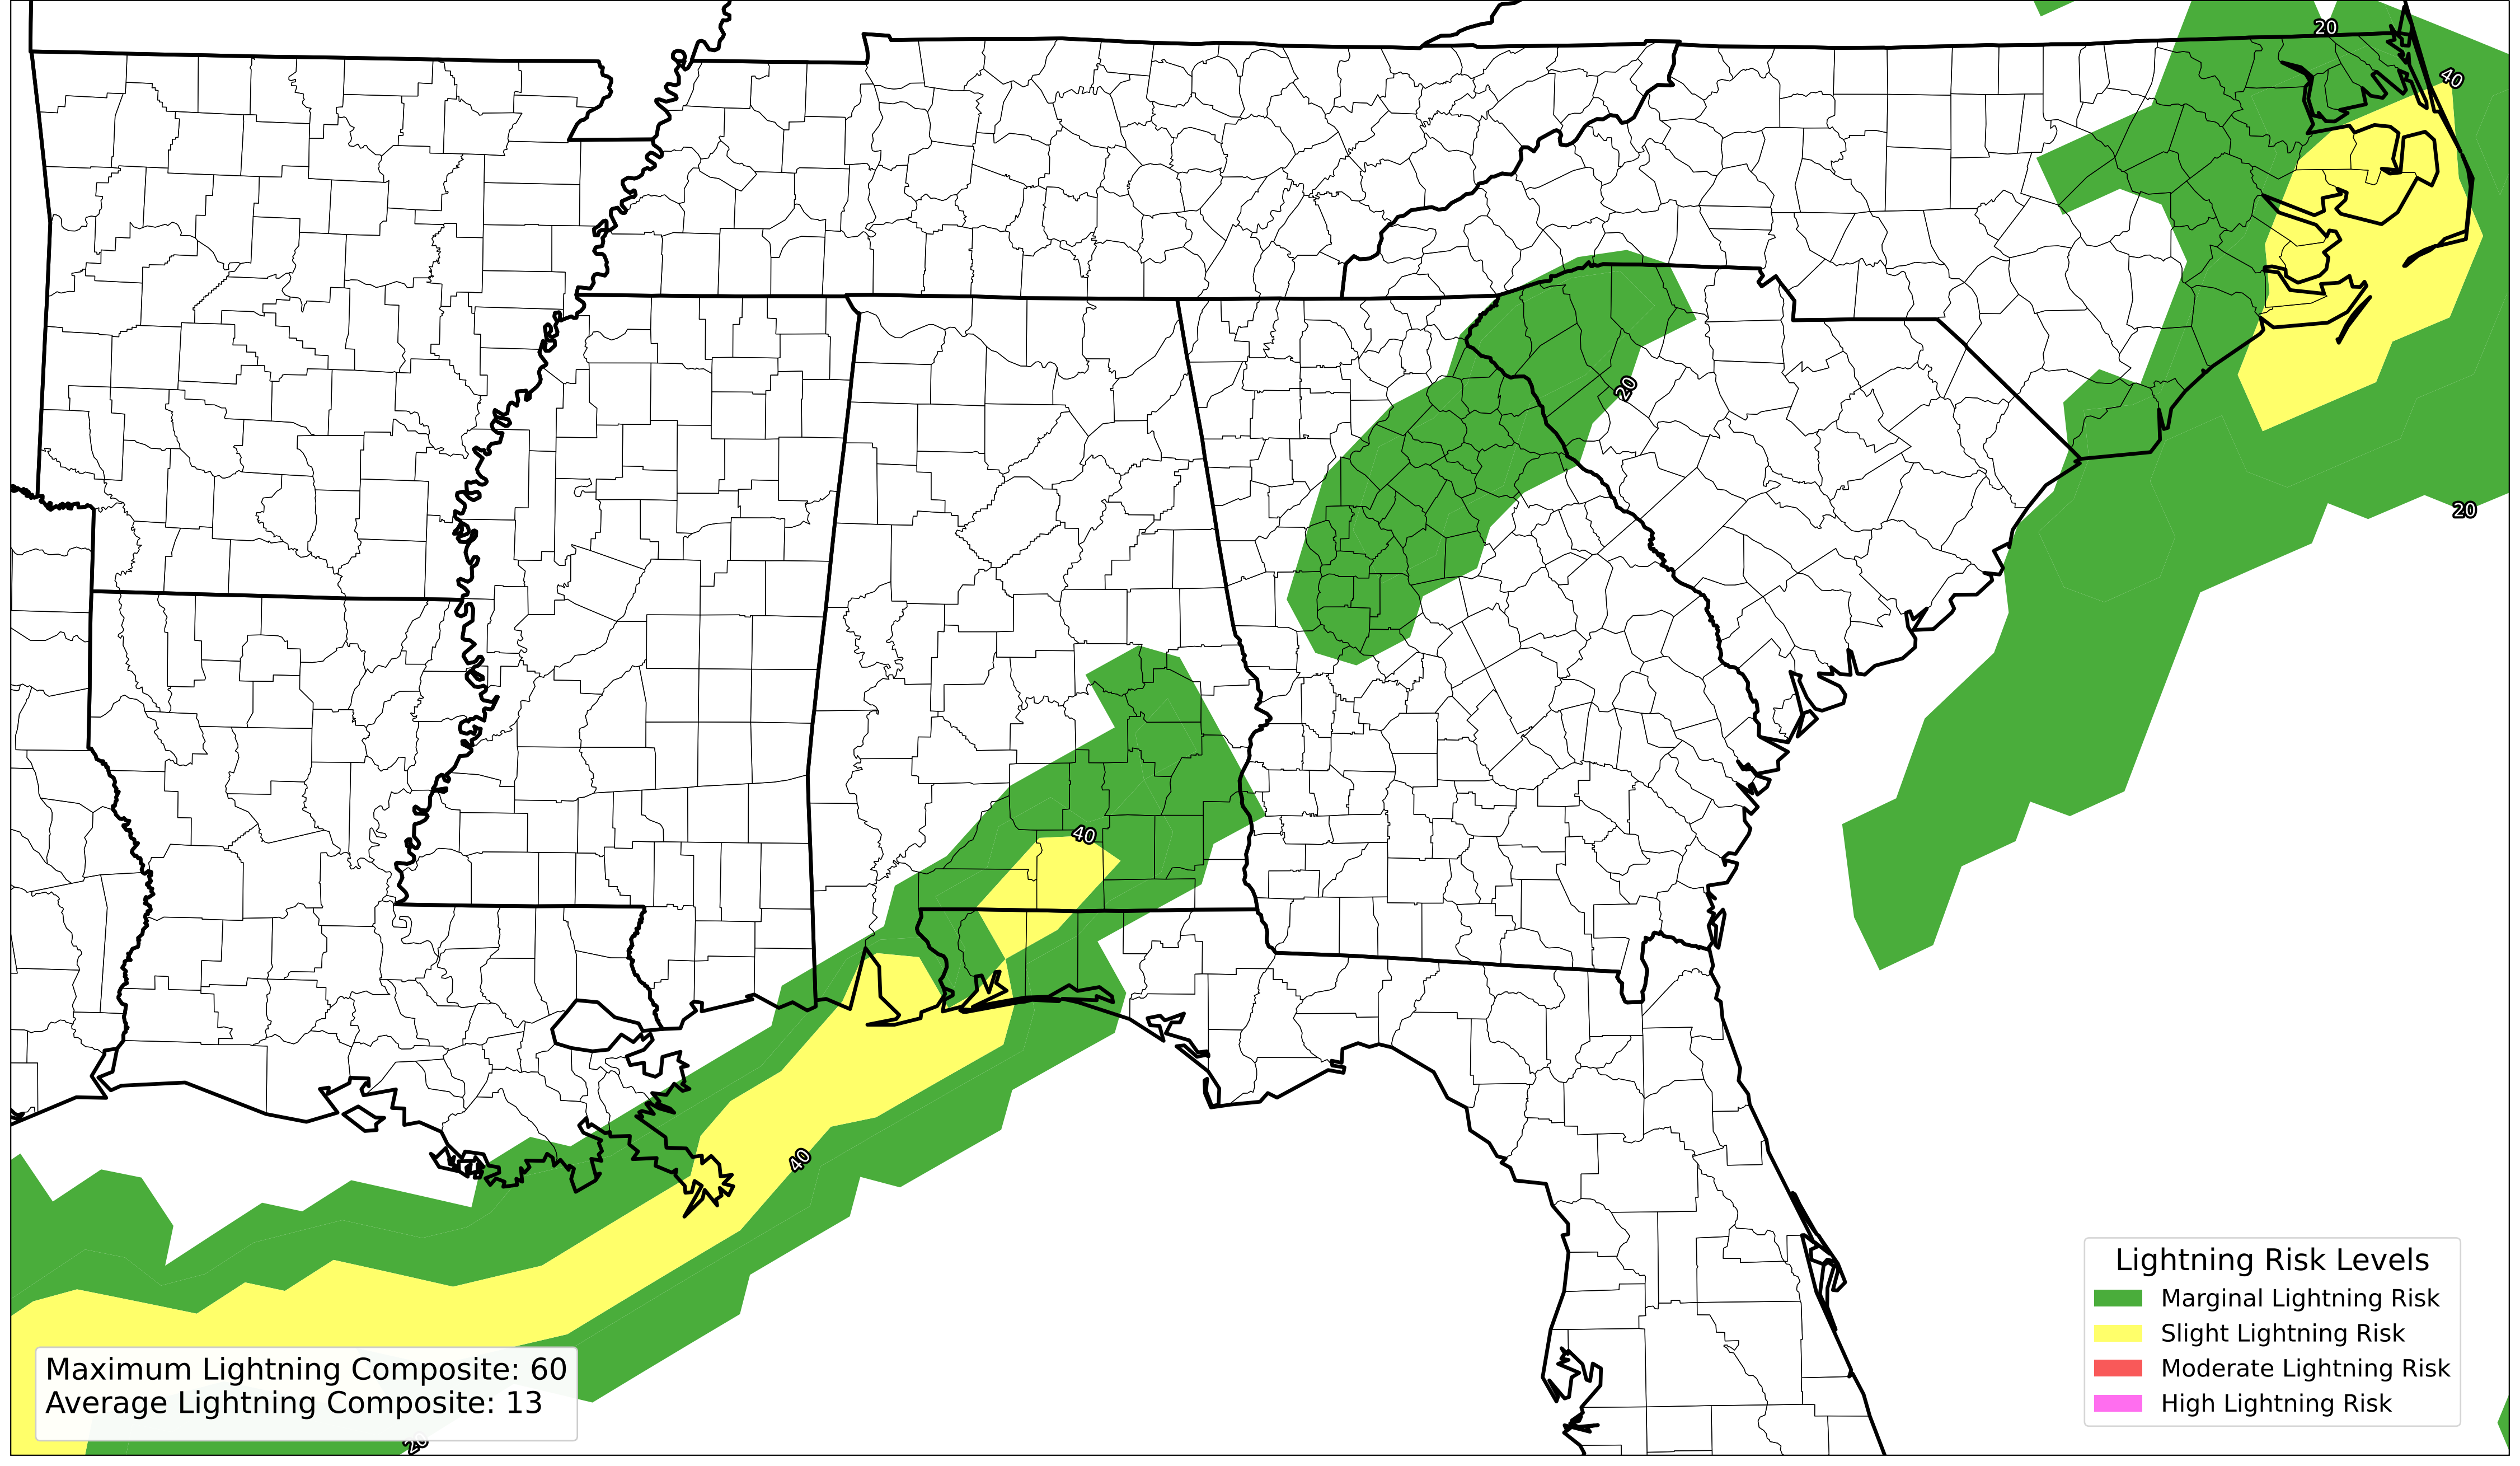 20
40
20
20
40
40
Maximum Lightning Composite: 60
Average Lightning Composite: 13
20
Lightning Risk Levels
Marginal Lightning Risk
Slight Lightning Risk
Moderate Lightning Risk
High Lightning Risk